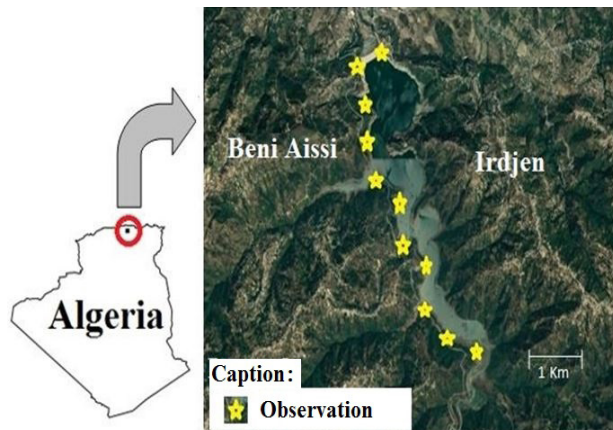 Algeria
Beni Aissi
Irdjen
1 Km
Caption:
Observation